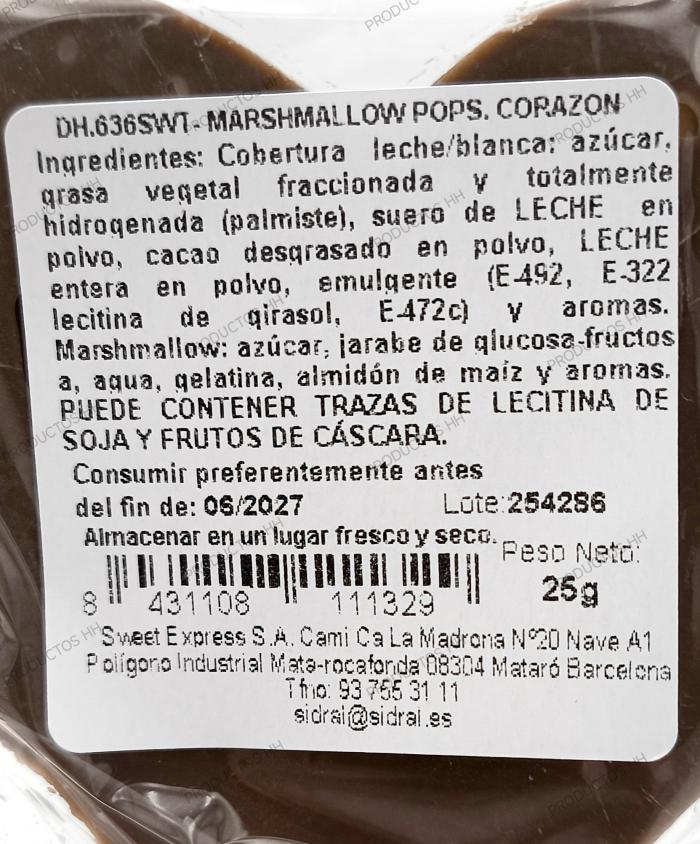 DH.636SWT- MARSHMALLOW POPS. CORAZON
Ingredientes: Cobertura leche/blanca: azúcar,
grasa vegetal fraccionada y totalmente
hidrogenada (palmiste), suero de LECHE en
polvo, cacao desgrasado en polvo, LECHE
entera en polvo, emulgente (E-492, E-322
lecitina de girasol, E-472c) y aromas.
Marshmallow: azúcar, jarabe de glucosa-fructos
a, agua, gelatina, almidón de maíz y aromas.
PUEDE CONTENER TRAZAS DE LECITINA DE
SOJA Y FRUTOS DE CÁSCARA.
Consumir preferentemente antes
del fin de: 06/2027 Lote:254286
Almacenar en un lugar fresco y seco.
Peso Neto:
25g
8 431108 111329
Sweet Express S.A. Cami Ca La Madrona Nº20 Nave A1
Polígono Industrial Mata-rocafonda 08304 Mataró Barcelona
Tfno: 93 755 31 11
sidral@sidral.es
PRODUCTOS HH